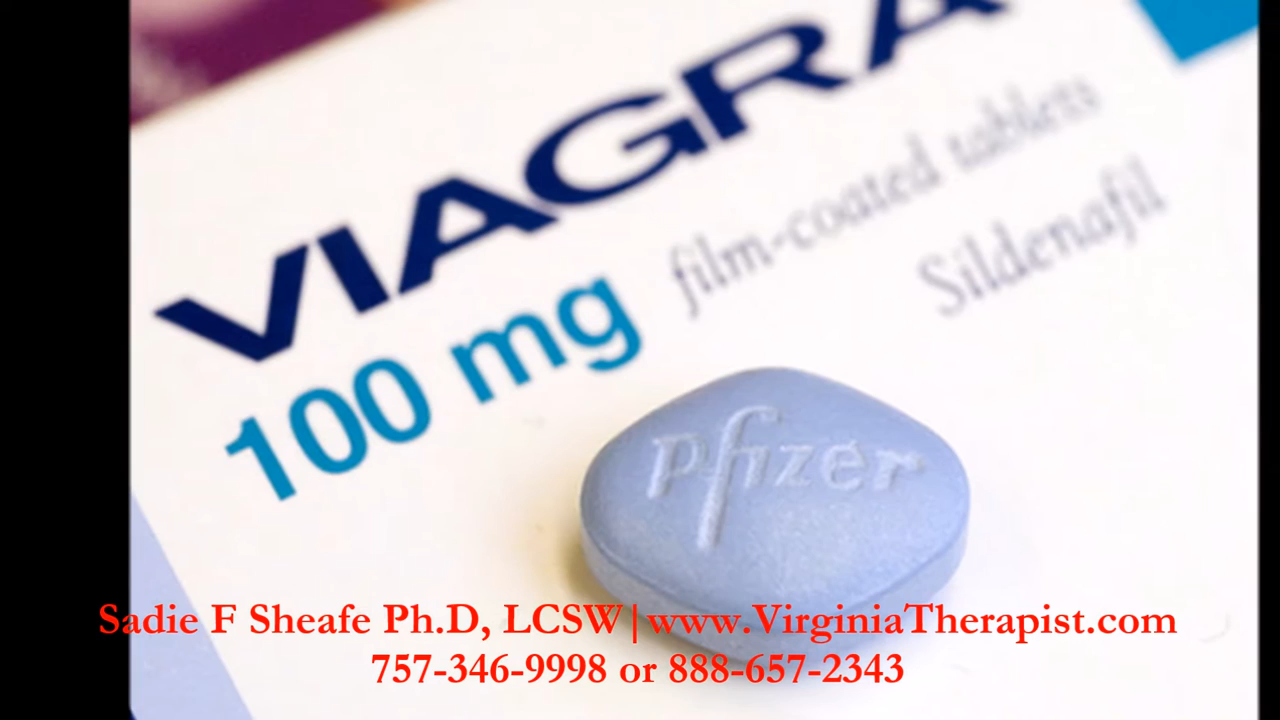 VIAGRA
100 mg film-coated tablets
Sildenafil
Pfizer
Sadie F Sheafe Ph.D, LCSW|www.VirginiaTherapist.com
757-346-9998 or 888-657-2343